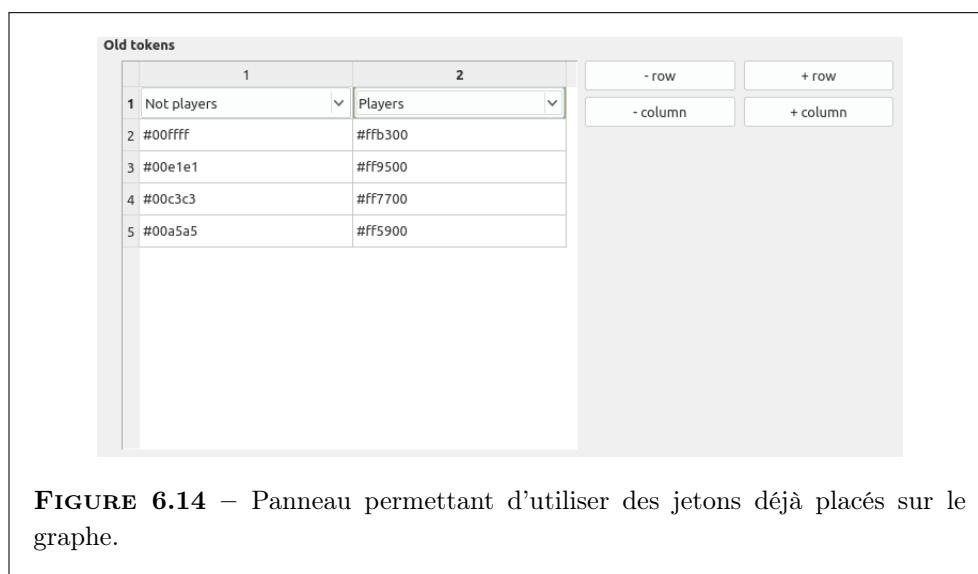 Old tokens
1 2
1 Not players Players
2 #00ffff #ffb300
3 #00e1e1 #ff9500
4 #00c3c3 #ff7700
5 #00a5a5 #ff5900
- row + row
- column + column
FIGURE 6.14 – Panneau permettant d'utiliser des jetons déjà placés sur le
graphe.